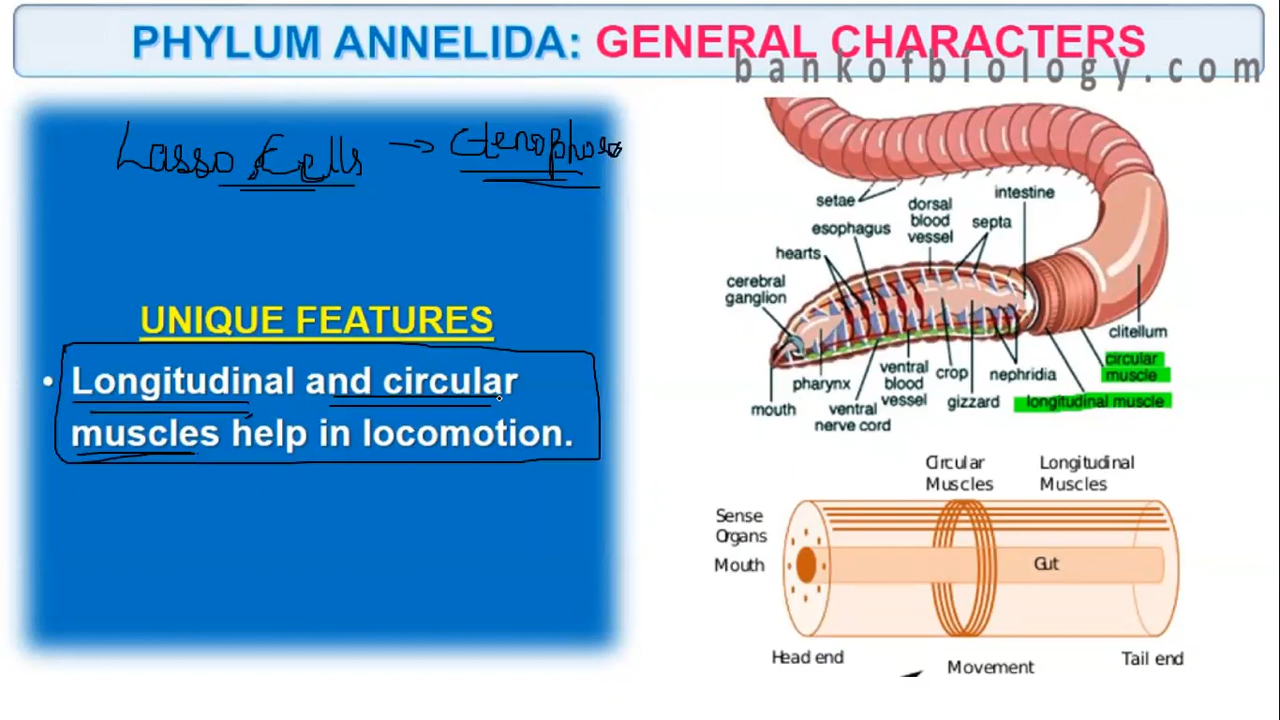 PHYLUM ANNELIDA: GENERAL CHARACTERS
bankofbiology.com
Lasso Cells → Ctenophora
UNIQUE FEATURES
• Longitudinal and circular
muscles help in locomotion.
setae
intestine
dorsal
blood
vessel
septa
esophagus
hearts
cerebral
ganglion
clitellum
circular
muscle
longitudinal muscle
mouth
pharynx
ventral
nerve cord
ventral
blood
vessel
crop
gizzard
nephridia
Circular
Muscles
Longitudinal
Muscles
Sense
Organs
Mouth
Gut
Head end
Movement
Tail end